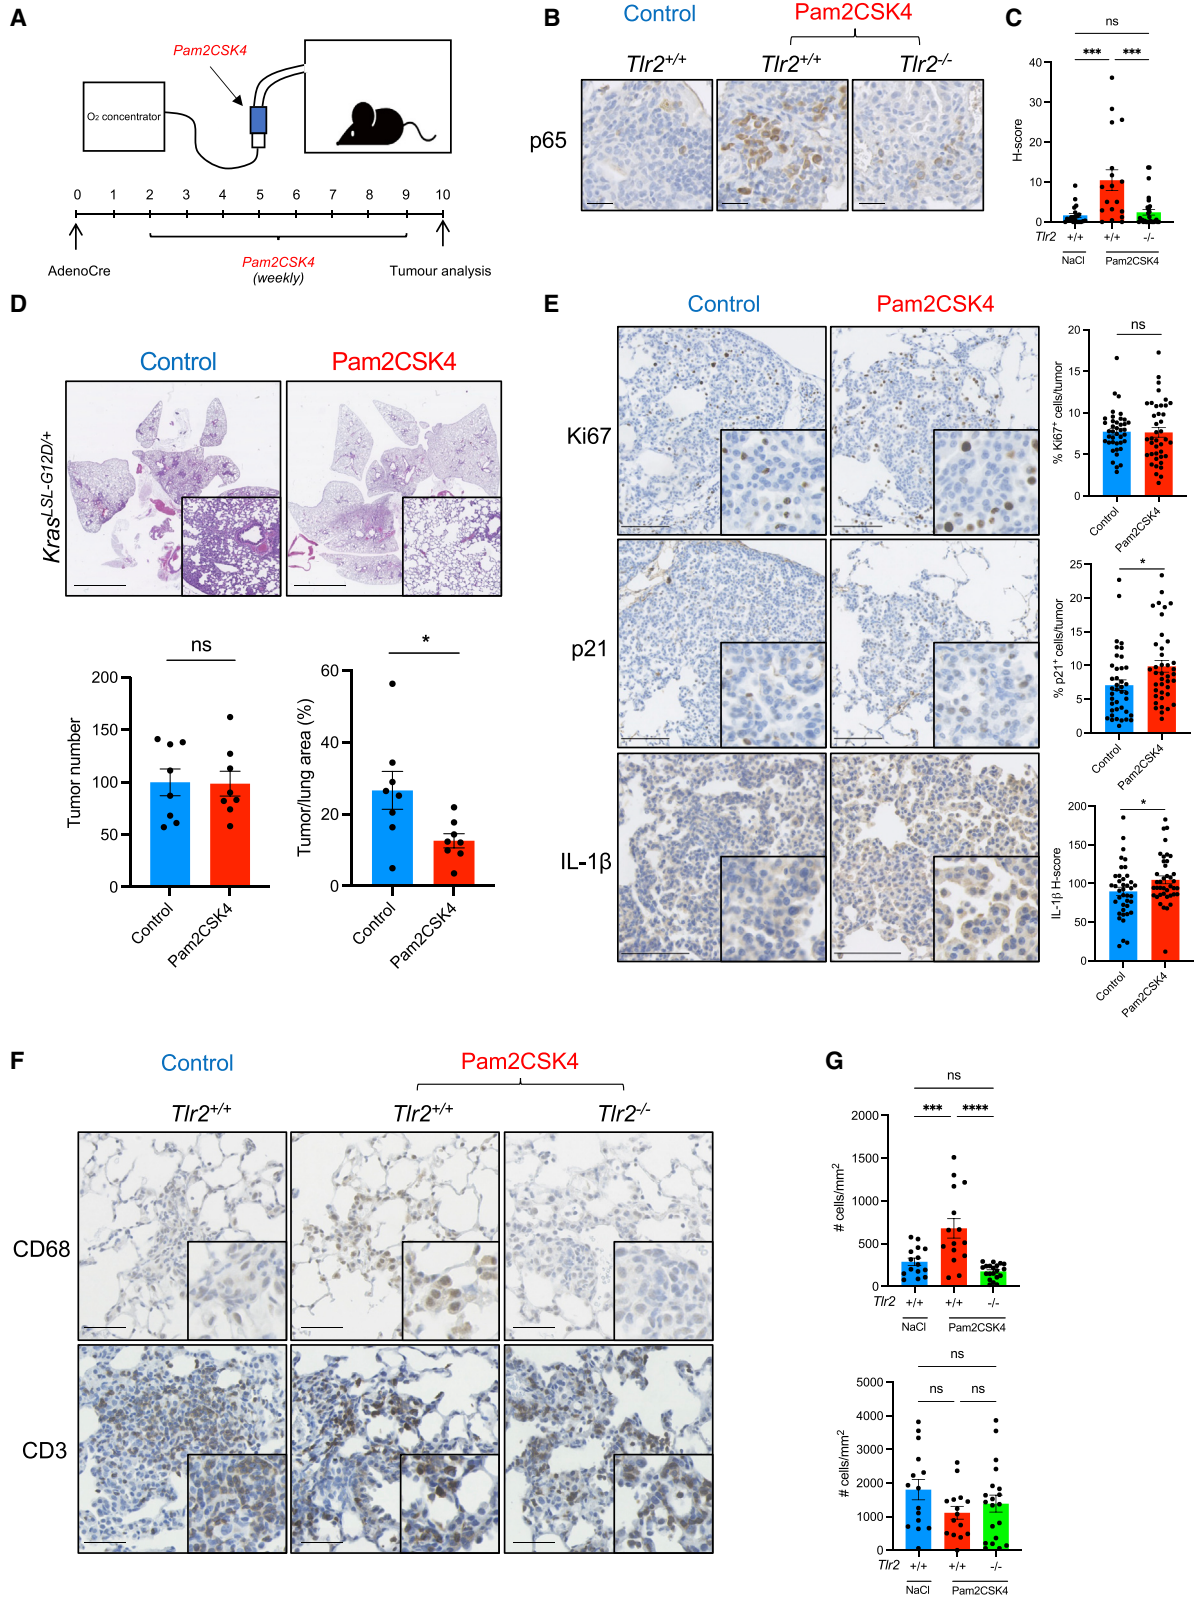 A
Pam2CSK4
O₂ concentrator
0 1 2 3 4 5 6 7 8 9 10
AdenoCre
Pam2CSK4
(weekly)
Tumour analysis
B
Control
Pam2CSK4
Tlr2+/+
Tlr2+/+
Tlr2-/-
p65
C
ns
*** ***
H-score
40
30
20
10
0
Tlr2 +/+ +/+ -/-
NaCl Pam2CSK4
D
Control
Pam2CSK4
KrasLSL-G12D/+
ns
Tumor number
200
150
100
50
0
Control
Pam2CSK4
*
Tumor/lung area (%)
60
40
20
0
Control
Pam2CSK4
E
Control
Pam2CSK4
Ki67
p21
IL-1β
ns
% Ki67+ cells/tumor
20
15
10
5
0
Control
Pam2CSK4
*
% p21+ cells/tumor
25
20
15
10
5
0
Control
Pam2CSK4
*
IL-1β H-score
200
150
100
50
0
Control
Pam2CSK4
F
Control
Pam2CSK4
Tlr2+/+
Tlr2+/+
Tlr2-/-
CD68
CD3
G
ns
*** ****
# cells/mm2
2000
1500
1000
500
0
Tlr2 +/+ +/+ -/-
NaCl Pam2CSK4
ns
ns ns
# cells/mm2
5000
4000
3000
2000
1000
0
Tlr2 +/+ +/+ -/-
NaCl Pam2CSK4